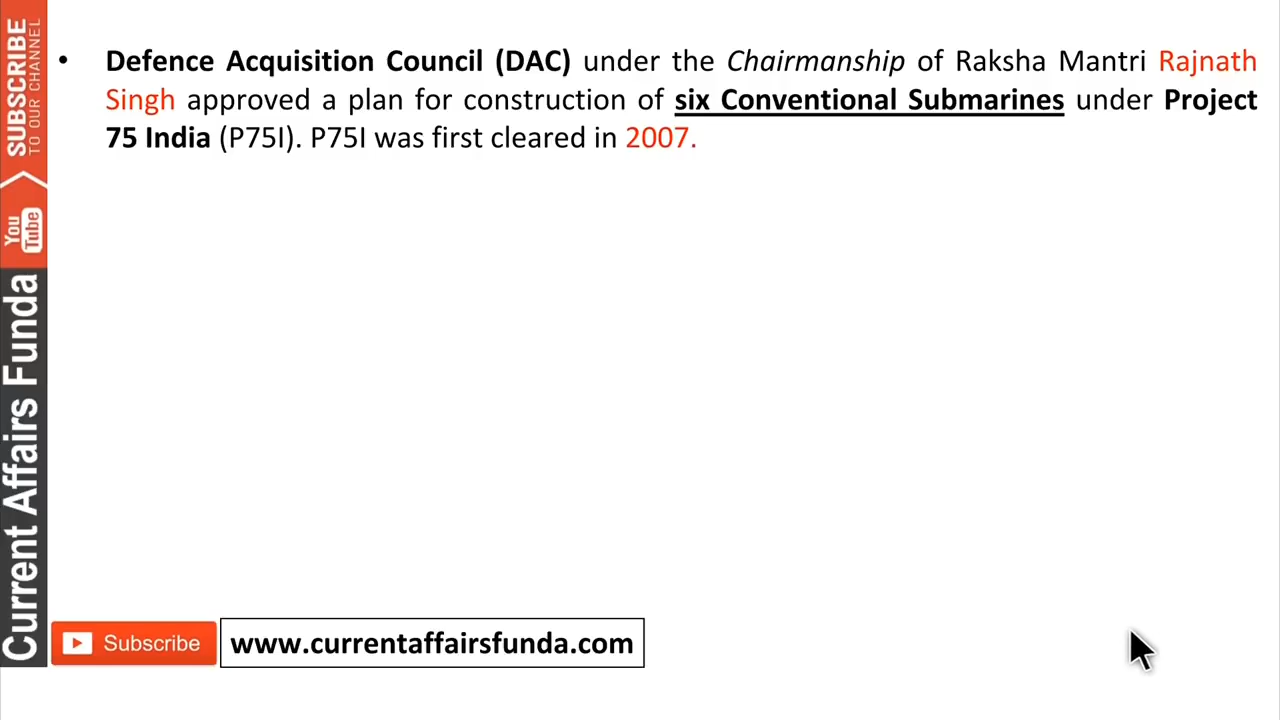 • Defence Acquisition Council (DAC) under the Chairmanship of Raksha Mantri Rajnath
Singh approved a plan for construction of six Conventional Submarines under Project
75 India (P75I). P75I was first cleared in 2007.
SUBSCRIBE
TO OUR CHANNEL
You
Tube
Current Affairs Funda
Subscribe
www.currentaffairsfunda.com